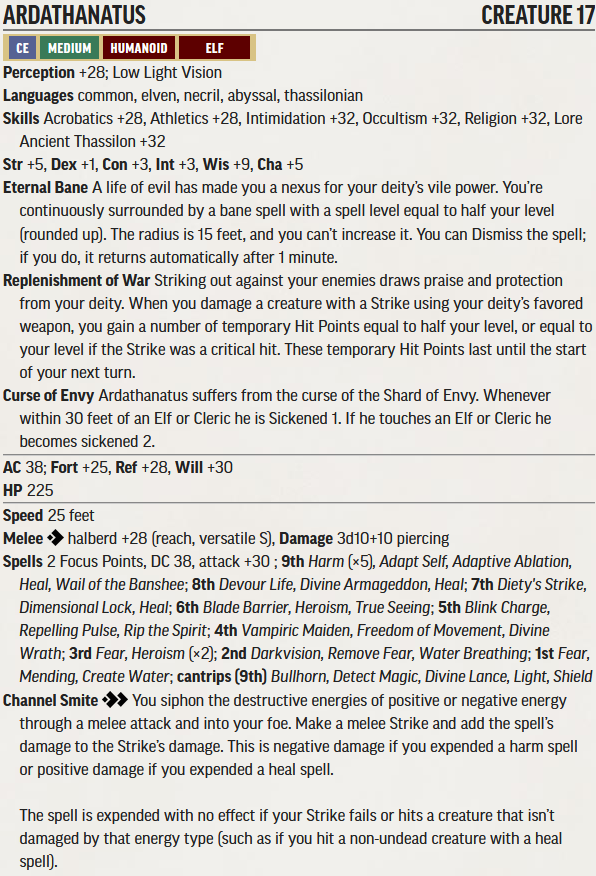 ARDATHANATUS CREATURE 17
CE MEDIUM HUMANOID ELF
Perception +28; Low Light Vision
Languages common, elven, necril, abyssal, thassilonian
Skills Acrobatics +28, Athletics +28, Intimidation +32, Occultism +32, Religion +32, Lore
Ancient Thassilon +32
Str +5, Dex +1, Con +3, Int +3, Wis +9, Cha +5
Eternal Bane A life of evil has made you a nexus for your deity's vile power. You're
continuously surrounded by a bane spell with a spell level equal to half your level
(rounded up). The radius is 15 feet, and you can't increase it. You can Dismiss the spell;
if you do, it returns automatically after 1 minute.
Replenishment of War Striking out against your enemies draws praise and protection
from your deity. When you damage a creature with a Strike using your deity's favored
weapon, you gain a number of temporary Hit Points equal to half your level, or equal to
your level if the Strike was a critical hit. These temporary Hit Points last until the start
of your next turn.
Curse of Envy Ardathanatus suffers from the curse of the Shard of Envy. Whenever
within 30 feet of an Elf or Cleric he is Sickened 1. If he touches an Elf or Cleric he
becomes sickened 2.
AC 38; Fort +25, Ref +28, Will +30
HP 225
Speed 25 feet
Melee halberd +28 (reach, versatile S), Damage 3d10+10 piercing
Spells 2 Focus Points, DC 38, attack +30 ; 9th Harm (×5), Adapt Self, Adaptive Ablation,
Heal, Wail of the Banshee; 8th Devour Life, Divine Armageddon, Heal; 7th Diety's Strike,
Dimensional Lock, Heal; 6th Blade Barrier, Heroism, True Seeing; 5th Blink Charge,
Repelling Pulse, Rip the Spirit; 4th Vampiric Maiden, Freedom of Movement, Divine
Wrath; 3rd Fear, Heroism (×2); 2nd Darkvision, Remove Fear, Water Breathing; 1st Fear,
Mending, Create Water; cantrips (9th) Bullhorn, Detect Magic, Divine Lance, Light, Shield
Channel Smite You siphon the destructive energies of positive or negative energy
through a melee attack and into your foe. Make a melee Strike and add the spell's
damage to the Strike's damage. This is negative damage if you expended a harm spell
or positive damage if you expended a heal spell.
The spell is expended with no effect if your Strike fails or hits a creature that isn't
damaged by that energy type (such as if you hit a non-undead creature with a heal
spell).